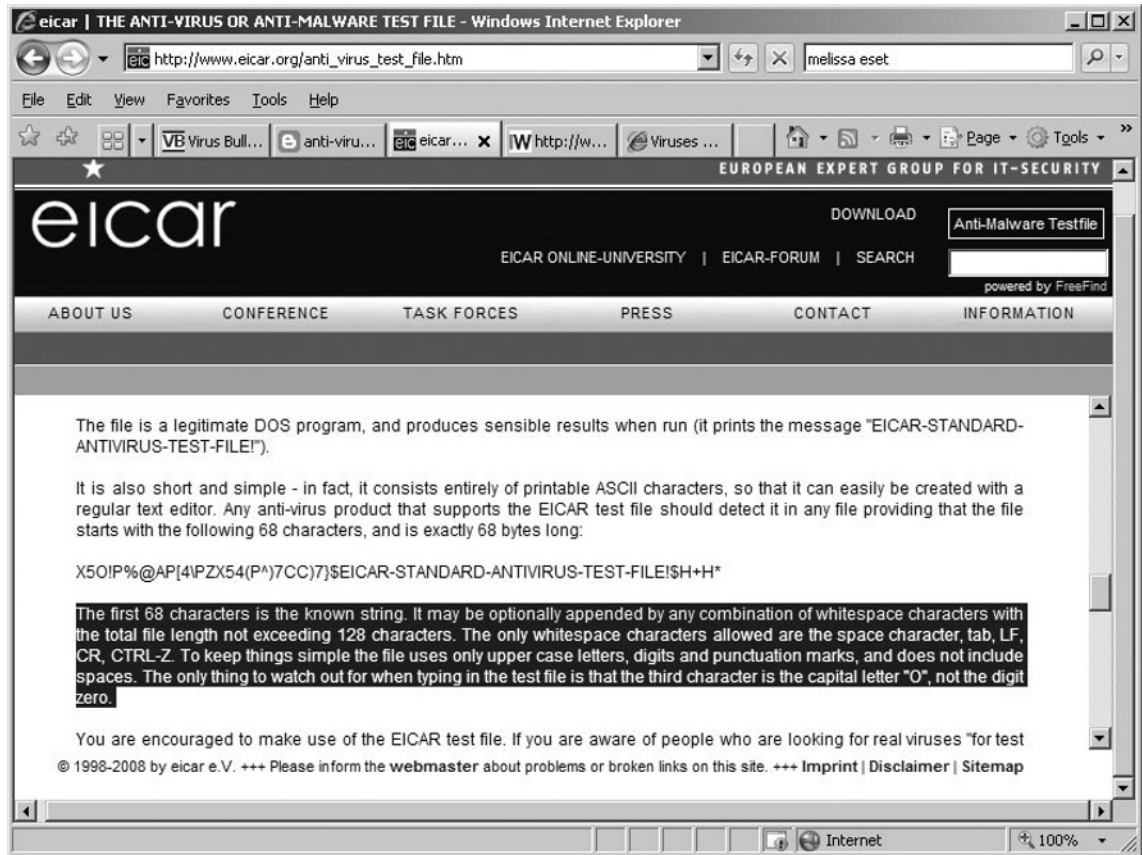 eicar | THE ANTI-VIRUS OR ANTI-MALWARE TEST FILE - Windows Internet Explorer
http://www.eicar.org/anti_virus_test_file.htm
melissa eset
File Edit View Favorites Tools Help
VB Virus Bull... anti-viru... eic eicar... http://w... Viruses ... Page Tools
EUROPEAN EXPERT GROUP FOR IT-SECURITY
eicar
DOWNLOAD
Anti-Malware Testfile
EICAR ONLINE-UNIVERSITY | EICAR-FORUM | SEARCH
powered by FreeFind
ABOUT US CONFERENCE TASK FORCES PRESS CONTACT INFORMATION
The file is a legitimate DOS program, and produces sensible results when run (it prints the message "EICAR-STANDARD-
ANTIVIRUS-TEST-FILE!").
It is also short and simple - in fact, it consists entirely of printable ASCII characters, so that it can easily be created with a
regular text editor. Any anti-virus product that supports the EICAR test file should detect it in any file providing that the file
starts with the following 68 characters, and is exactly 68 bytes long:
X5O!P%@AP[4\PZX54(P^)7CC)7}$EICAR-STANDARD-ANTIVIRUS-TEST-FILE!$H+H*
The first 68 characters is the known string. It may be optionally appended by any combination of whitespace characters with
the total file length not exceeding 128 characters. The only whitespace characters allowed are the space character, tab, LF,
CR, CTRL-Z. To keep things simple the file uses only upper case letters, digits and punctuation marks, and does not include
spaces. The only thing to watch out for when typing in the test file is that the third character is the capital letter "O", not the digit
zero.
You are encouraged to make use of the EICAR test file. If you are aware of people who are looking for real viruses "for test
© 1998-2008 by eicar e.V. +++ Please inform the webmaster about problems or broken links on this site. +++ Imprint | Disclaimer | Sitemap
Internet 100%